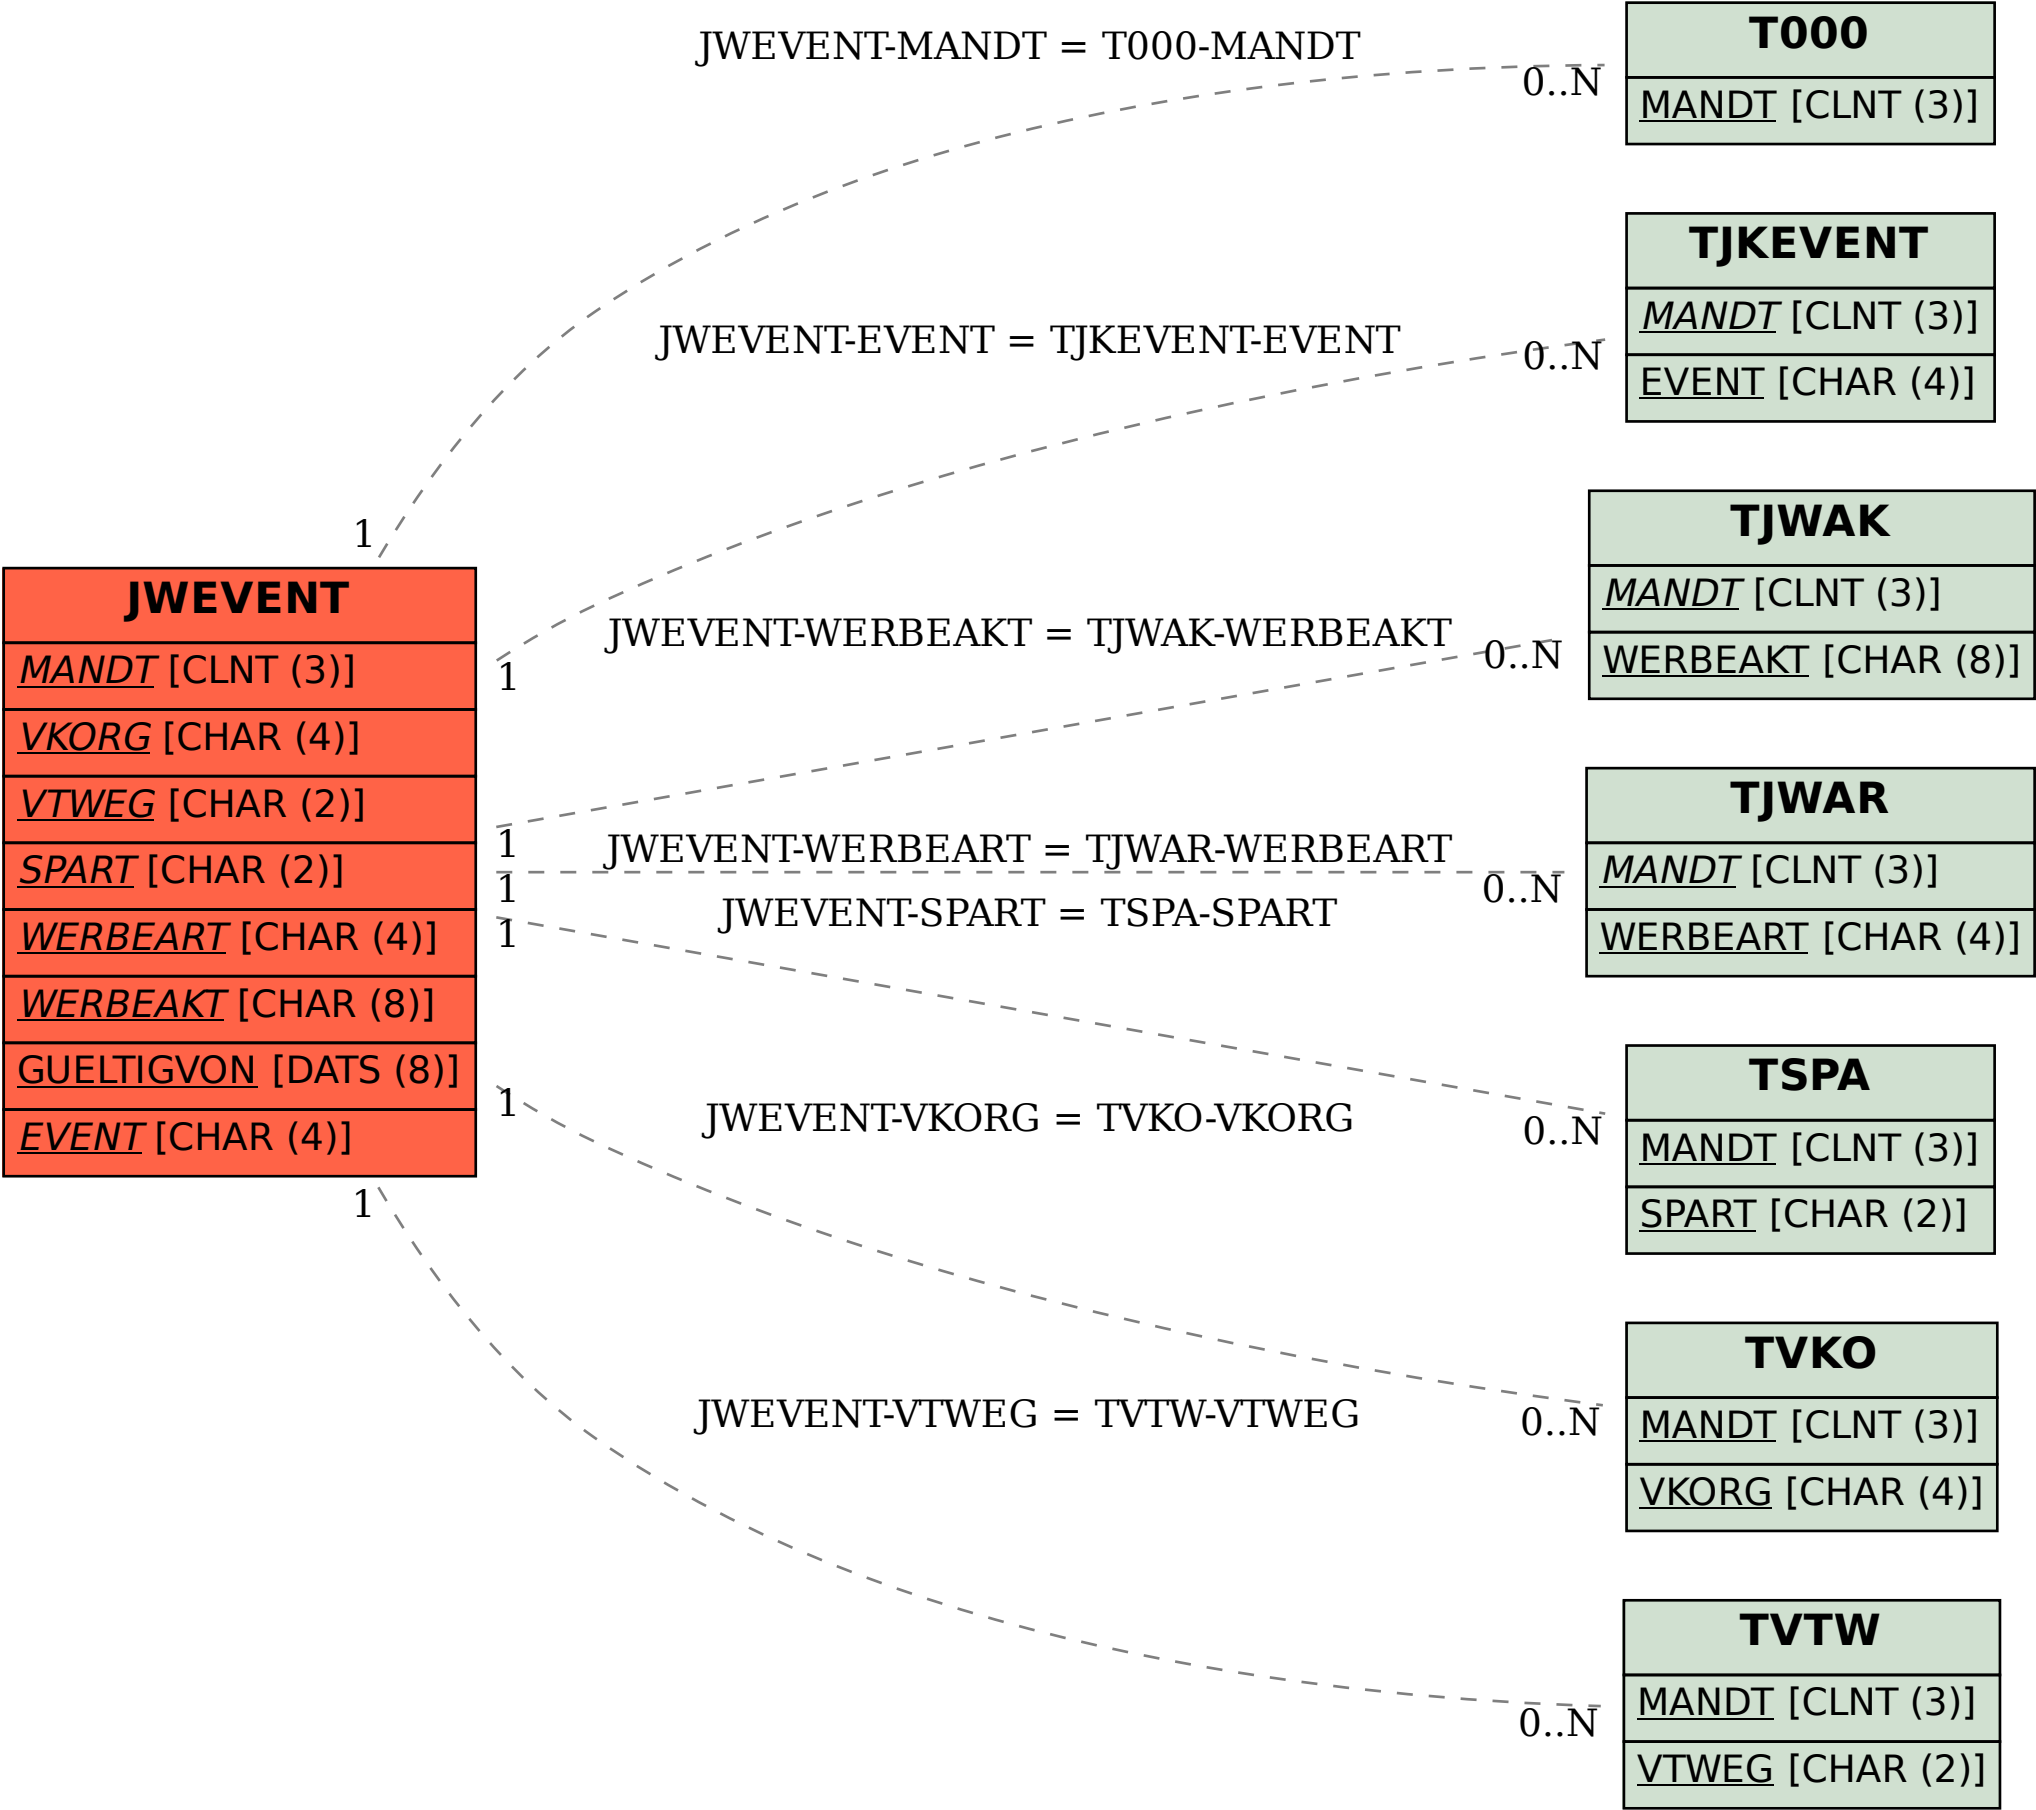 JWEVENT-MANDT = T000-MANDT
1
0..N
JWEVENT-EVENT = TJKEVENT-EVENT
1
0..N
JWEVENT-WERBEAKT = TJWAK-WERBEAKT
1
0..N
JWEVENT-WERBEART = TJWAR-WERBEART
1
0..N
JWEVENT-SPART = TSPA-SPART
1
0..N
JWEVENT-VKORG = TVKO-VKORG
1
0..N
JWEVENT-VTWEG = TVTW-VTWEG
1
0..N
JWEVENT
MANDT [CLNT (3)]
VKORG [CHAR (4)]
VTWEG [CHAR (2)]
SPART [CHAR (2)]
WERBEART [CHAR (4)]
WERBEAKT [CHAR (8)]
GUELTIGVON [DATS (8)]
EVENT [CHAR (4)]
T000
MANDT [CLNT (3)]
TJKEVENT
MANDT [CLNT (3)]
EVENT [CHAR (4)]
TJWAK
MANDT [CLNT (3)]
WERBEAKT [CHAR (8)]
TJWAR
MANDT [CLNT (3)]
WERBEART [CHAR (4)]
TSPA
MANDT [CLNT (3)]
SPART [CHAR (2)]
TVKO
MANDT [CLNT (3)]
VKORG [CHAR (4)]
TVTW
MANDT [CLNT (3)]
VTWEG [CHAR (2)]